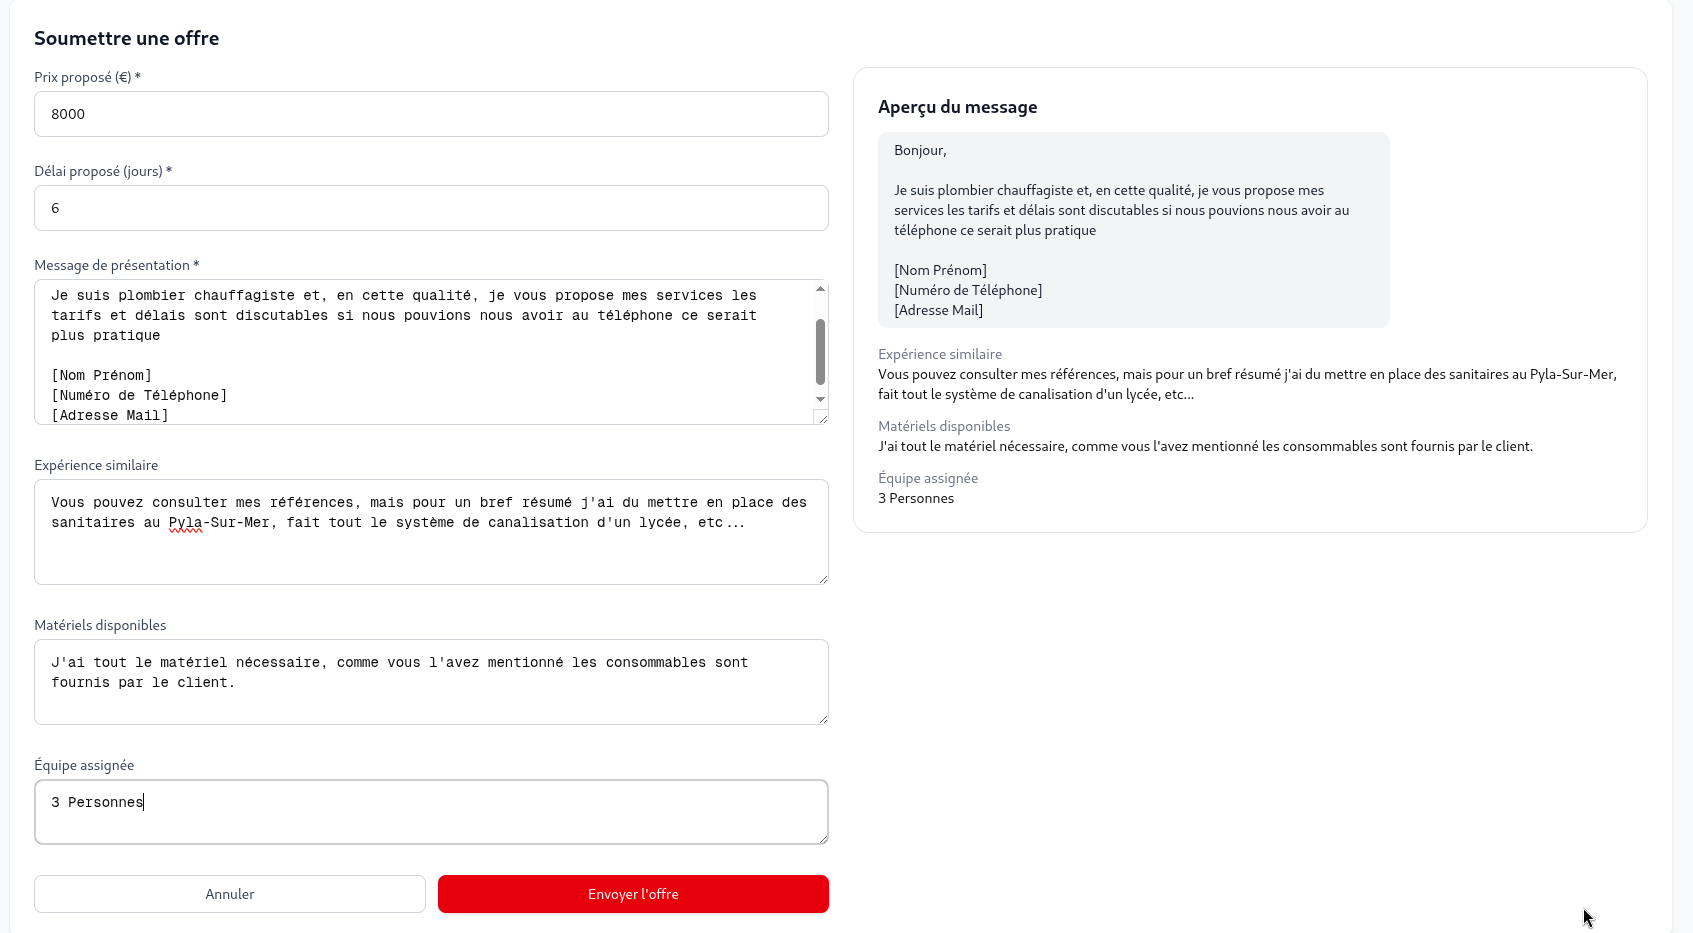 Soumettre une offre
Prix proposé (€) *
8000
Délai proposé (jours) *
6
Message de présentation *
Je suis plombier chauffagiste et, en cette qualité, je vous propose mes services les
tarifs et délais sont discutables si nous pouvions nous avoir au téléphone ce serait
plus pratique
[Nom Prénom]
[Numéro de Téléphone]
[Adresse Mail]
Expérience similaire
Vous pouvez consulter mes références, mais pour un bref résumé j'ai du mettre en place des
sanitaires au Pyla-Sur-Mer, fait tout le système de canalisation d'un lycée, etc...
Matériels disponibles
J'ai tout le matériel nécessaire, comme vous l'avez mentionné les consommables sont
fournis par le client.
Équipe assignée
3 Personnes
Annuler
Envoyer l'offre
Aperçu du message
Bonjour,
Je suis plombier chauffagiste et, en cette qualité, je vous propose mes
services les tarifs et délais sont discutables si nous pouvions nous avoir au
téléphone ce serait plus pratique
[Nom Prénom]
[Numéro de Téléphone]
[Adresse Mail]
Expérience similaire
Vous pouvez consulter mes références, mais pour un bref résumé j'ai du mettre en place des sanitaires au Pyla-Sur-Mer,
fait tout le système de canalisation d'un lycée, etc...
Matériels disponibles
J'ai tout le matériel nécessaire, comme vous l'avez mentionné les consommables sont fournis par le client.
Équipe assignée
3 Personnes